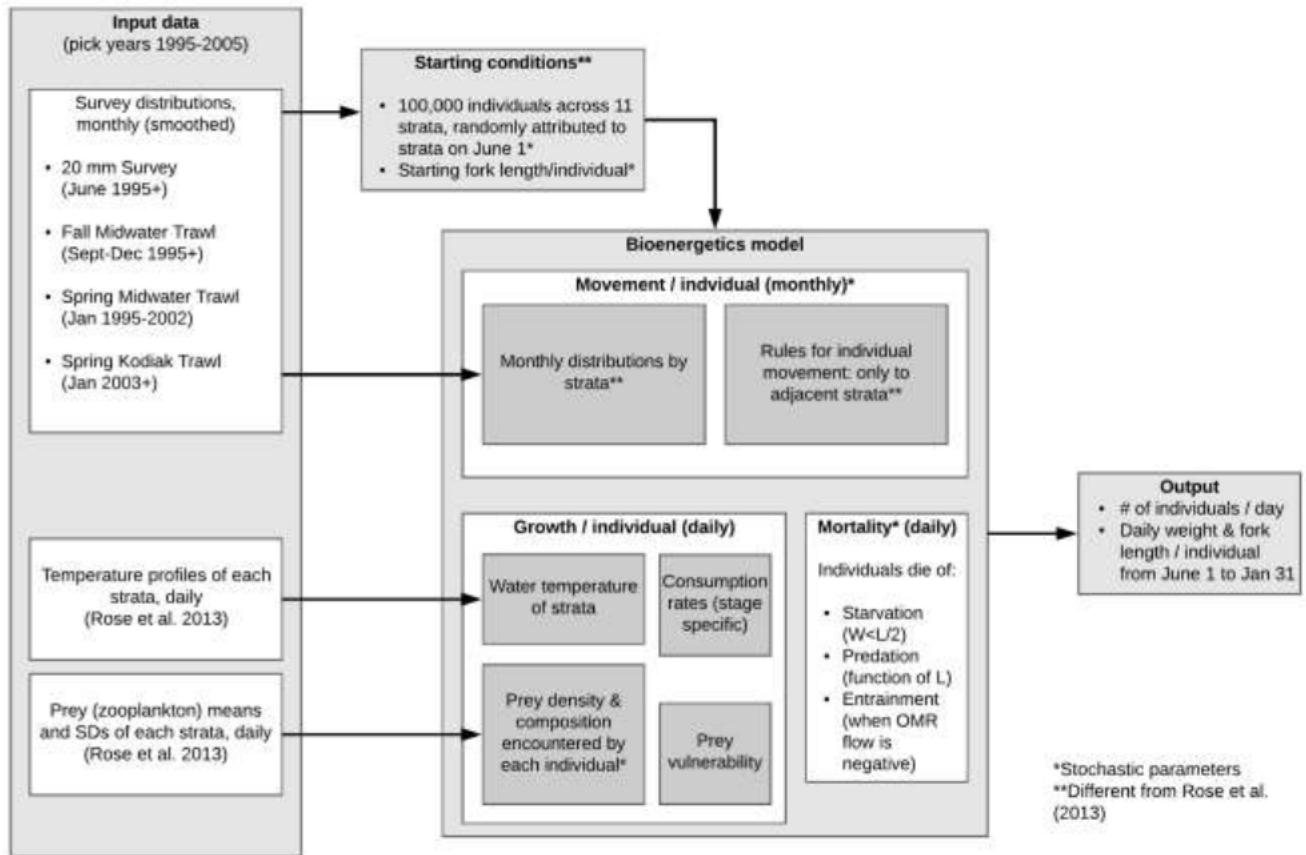 Input data
(pick years 1995-2005)
Survey distributions,
monthly (smoothed)
• 20 mm Survey
(June 1995+)
• Fall Midwater Trawl
(Sept-Dec 1995+)
• Spring Midwater Trawl
(Jan 1995-2002)
• Spring Kodiak Trawl
(Jan 2003+)
Temperature profiles of each
strata, daily
(Rose et al. 2013)
Prey (zooplankton) means
and SDs of each strata, daily
(Rose et al. 2013)
Starting conditions**
• 100,000 individuals across 11
strata, randomly attributed to
strata on June 1*
• Starting fork length/individual*
Bioenergetics model
Movement / indvidual (monthly)*
Monthly distributions by
strata**
Rules for individual
movement: only to
adjacent strata**
Growth / individual (daily)
Water temperature
of strata
Consumption
rates (stage
specific)
Prey density &
composition
encountered by
each individual*
Prey
vulnerability
Mortality* (daily)
Individuals die of:
• Starvation
(W<L/2)
• Predation
(function of L)
• Entrainment
(when OMR
flow is
negative)
Output
• # of individuals / day
• Daily weight & fork
length / individual
from June 1 to Jan 31
*Stochastic parameters
**Different from Rose et al.
(2013)